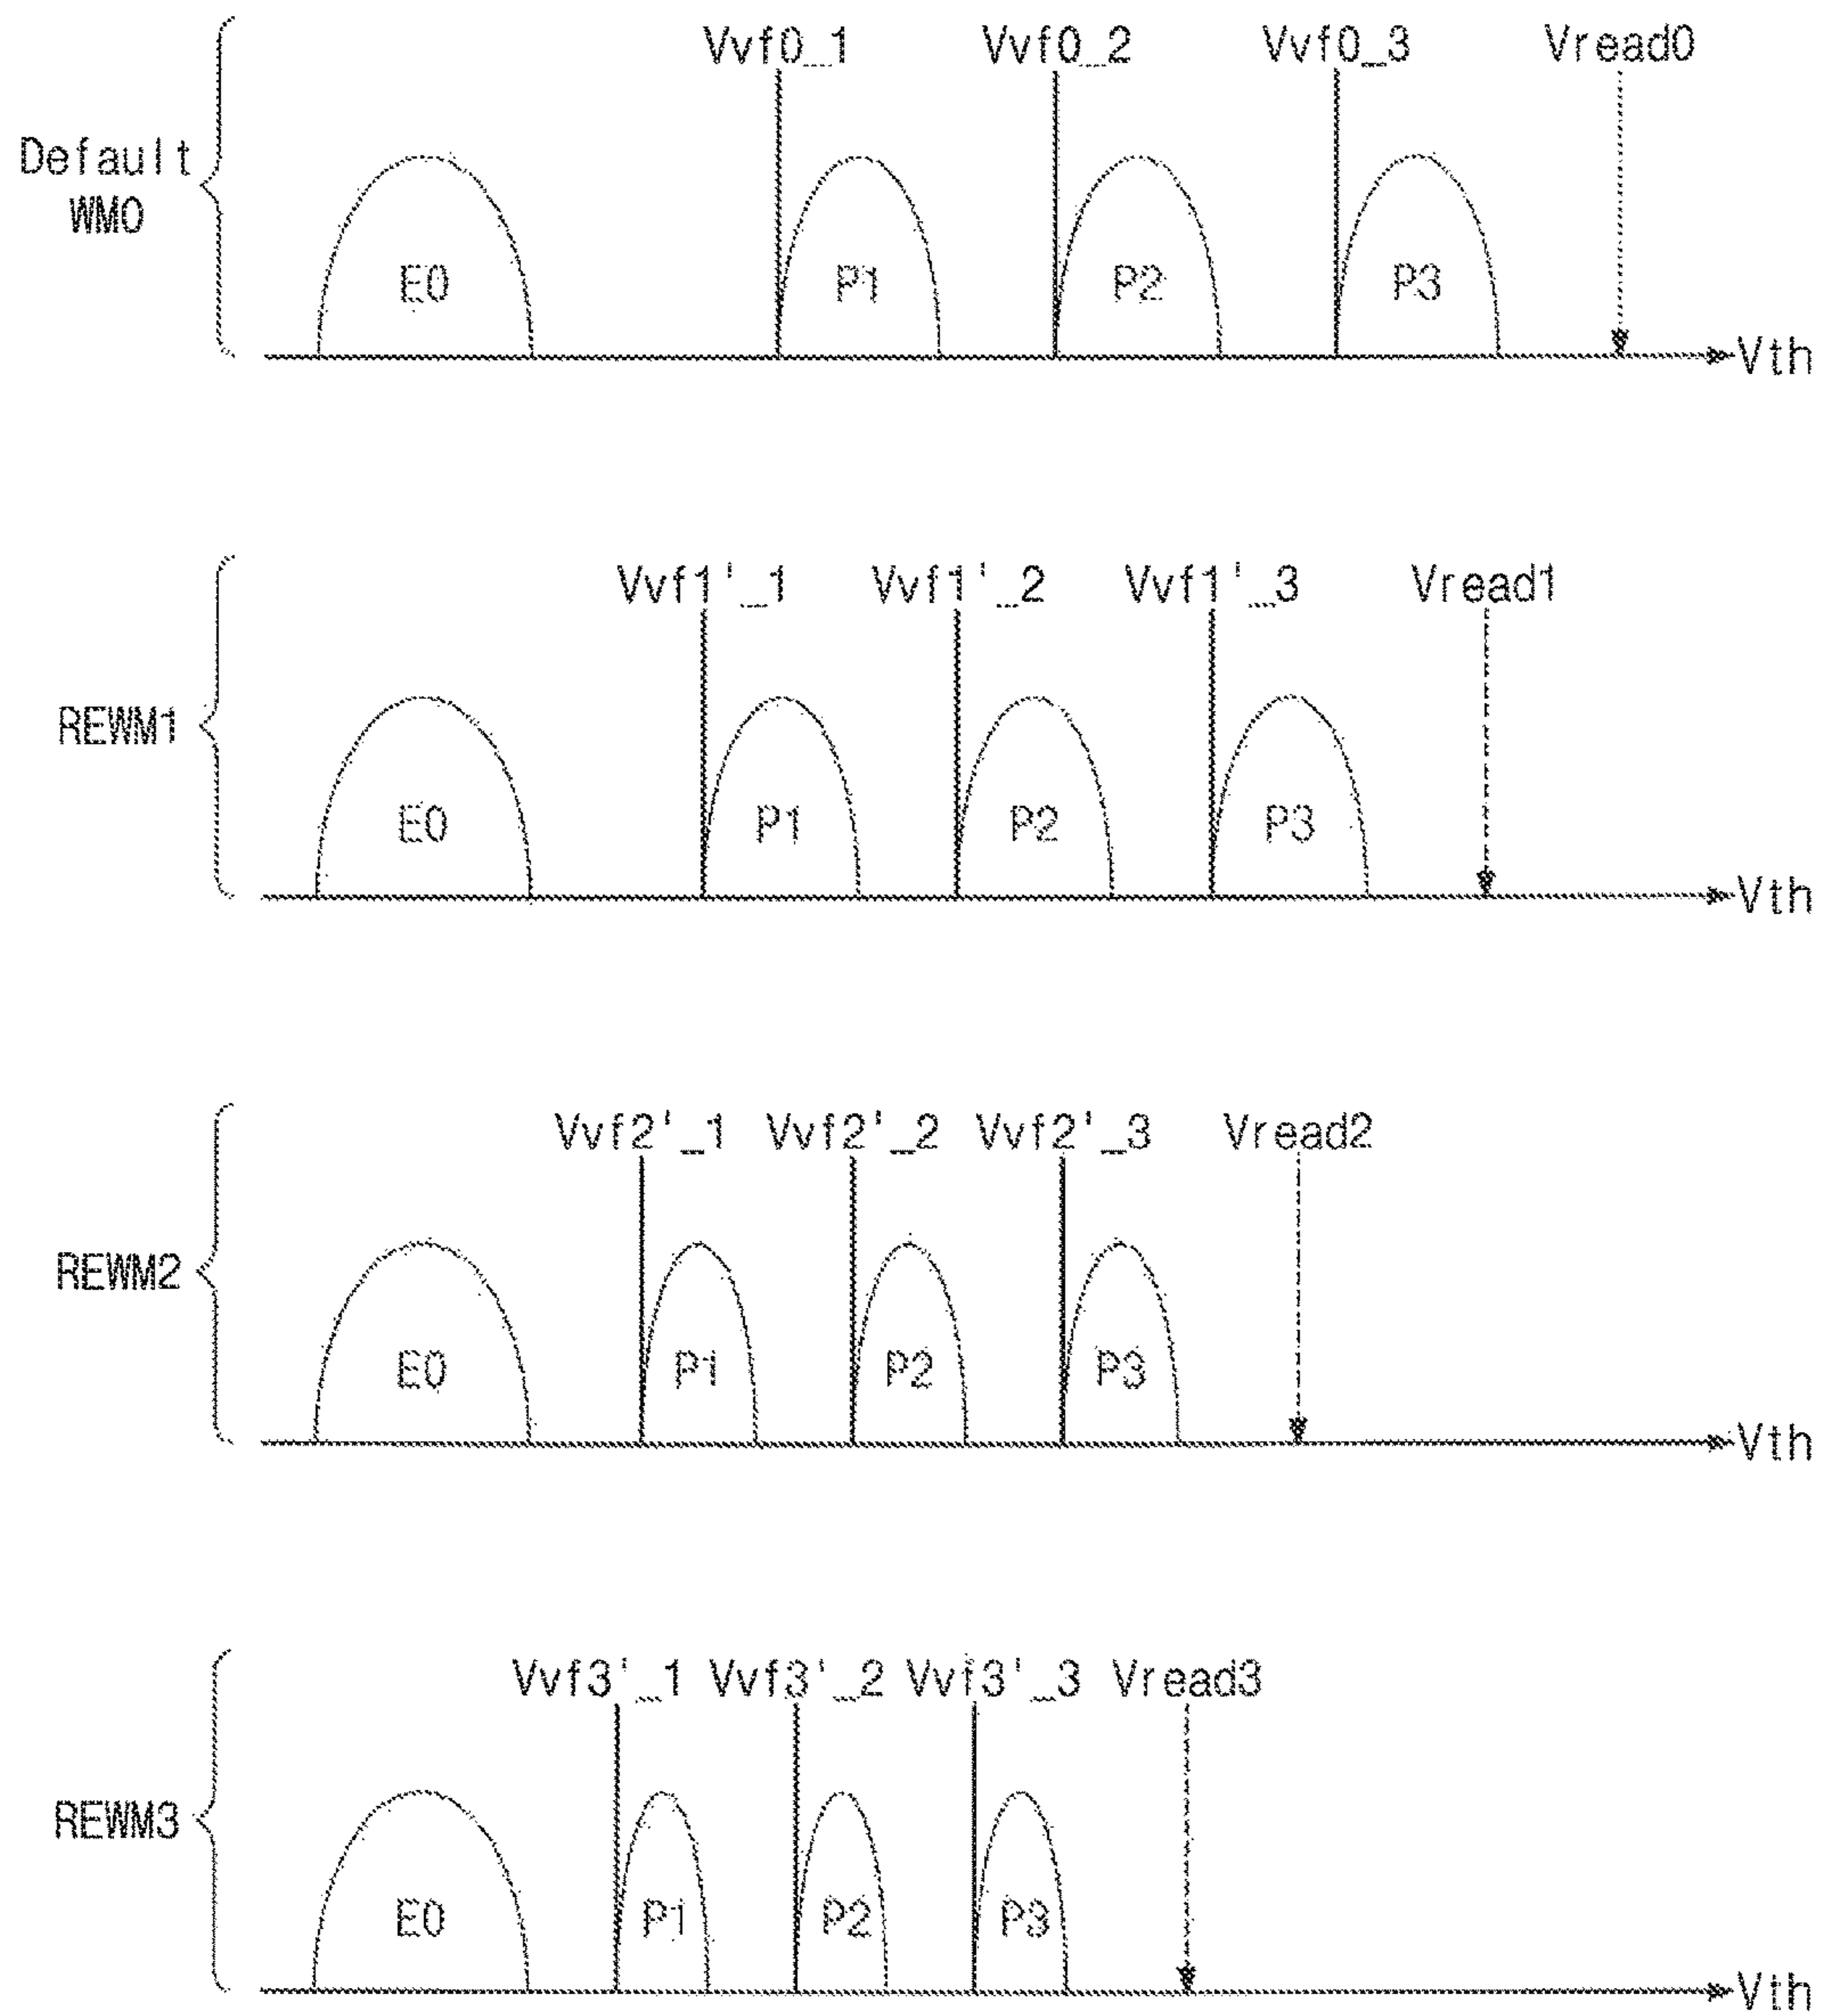 Vvf0_1 Vvf0_2 Vvf0_3 Vread0
Default
WM0
E0 P1 P2 P3
Vth
Vvf1'_1 Vvf1'_2 Vvf1'_3 Vread1
REWM1
E0 P1 P2 P3
Vth
Vvf2'_1 Vvf2'_2 Vvf2'_3 Vread2
REWM2
E0 P1 P2 P3
Vth
Vvf3'_1 Vvf3'_2 Vvf3'_3 Vread3
REWM3
E0 P1 P2 P3
Vth